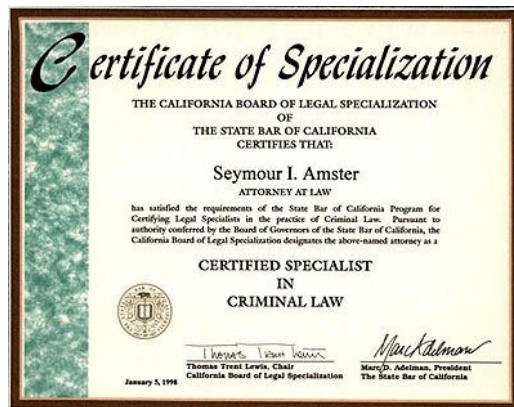 Certificate of Specialization
THE CALIFORNIA BOARD OF LEGAL SPECIALIZATION
OF
THE STATE BAR OF CALIFORNIA
CERTIFIES THAT:
Seymour I. Amster
ATTORNEY AT LAW
has satisfied the requirements of the State Bar of California Program for
Certifying Legal Specialists in the practice of Criminal Law. Pursuant to
authority conferred by the Board of Governors of the State Bar of California, the
California Board of Legal Specialization designates the above-named attorney as a
CERTIFIED SPECIALIST
IN
CRIMINAL LAW
Thomas Trent Lewis, Chair
California Board of Legal Specialization
Marc D. Adelman, President
The State Bar of California
January 5, 1998